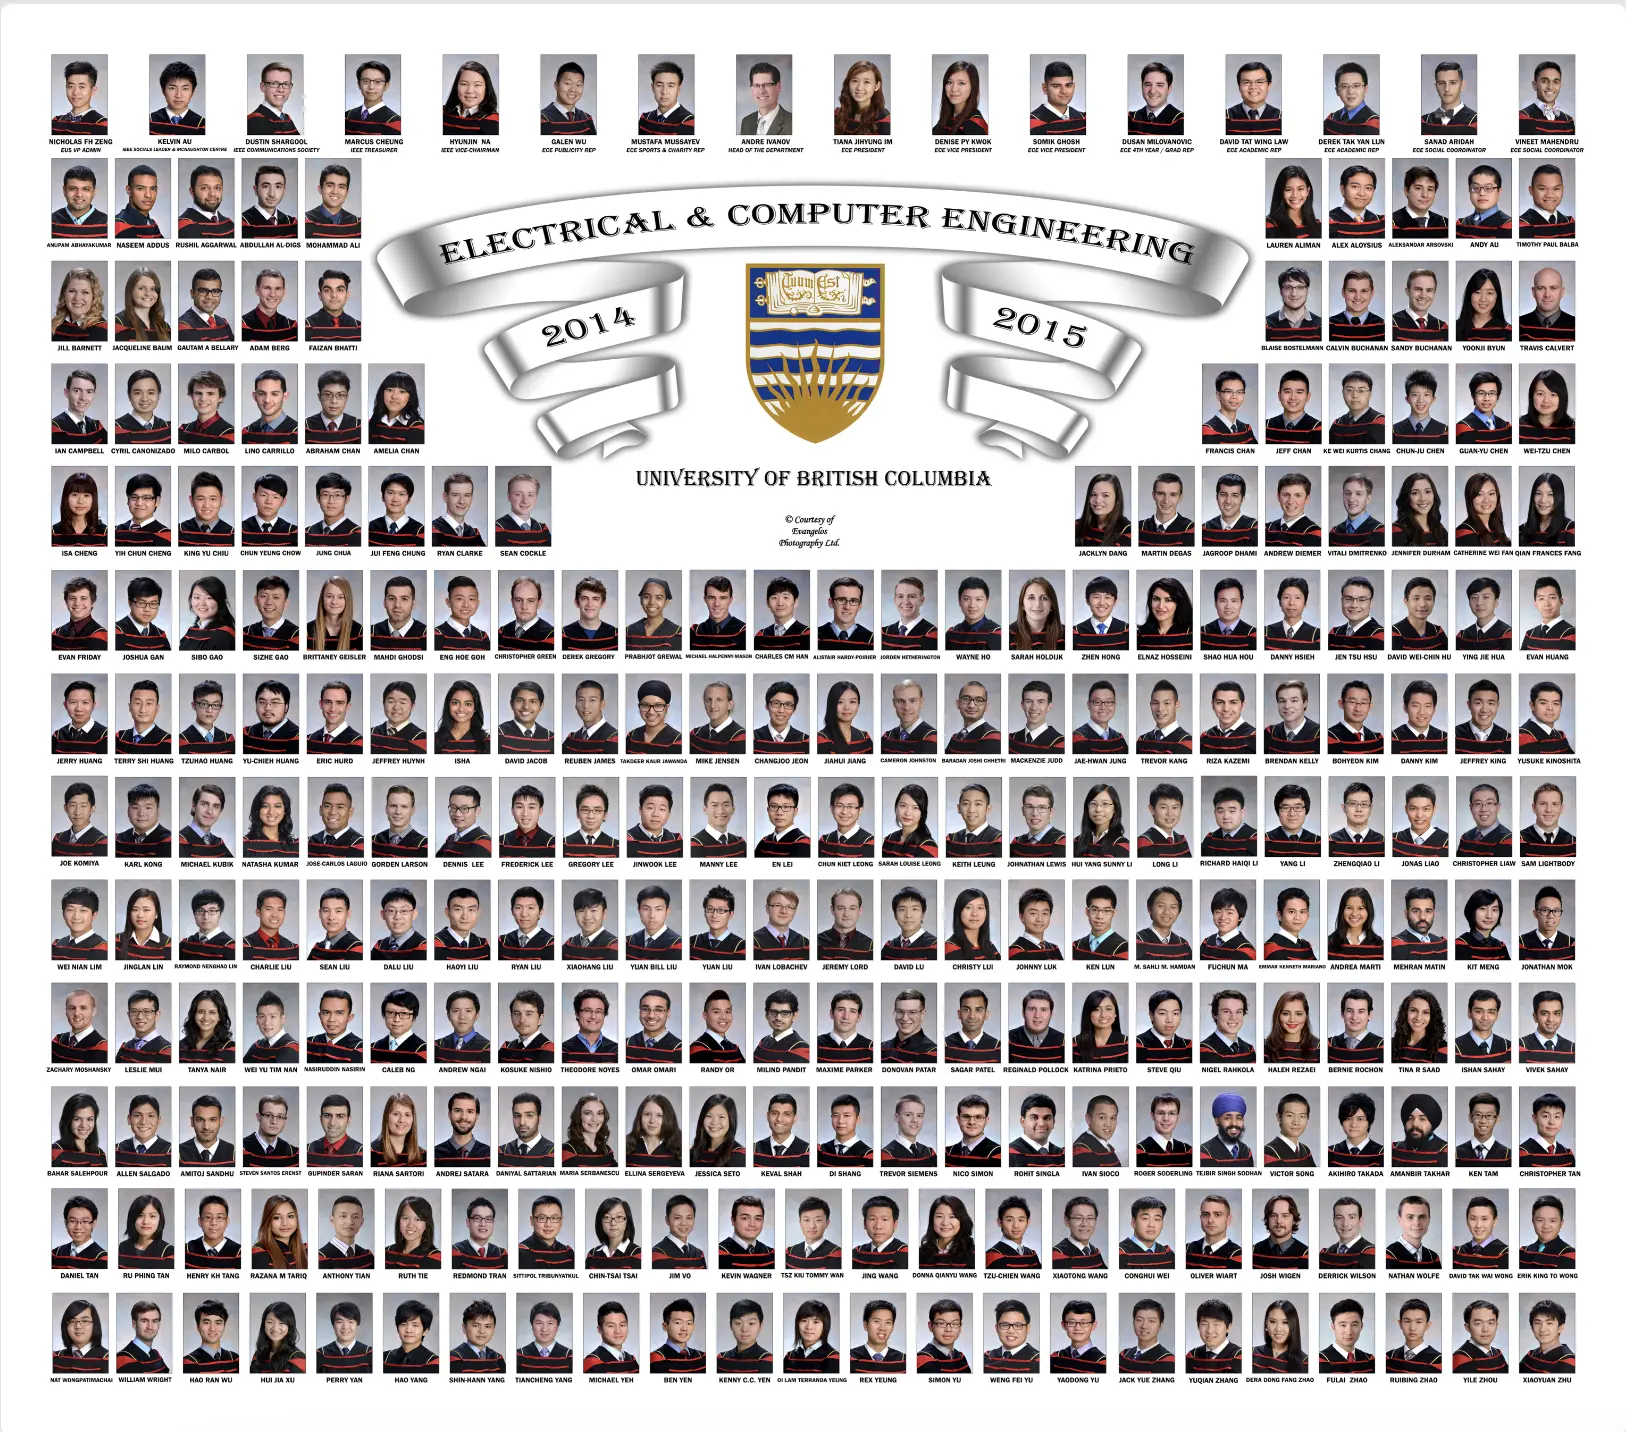 NICHOLAS FH ZENG KELVIN AU DUSTIN SHARGOOL MARCUS CHEUNG HYUNJIN NA GALEN WU MUSTAFA MUSSAYEV ANDRE IVANOV TIANA JIHYUNG IM DENISE PY KWOK SOMIK GHOSH DUSAN MILOVANOVIC DAVID TAT WING LAW DEREK TAK YAN LUN SANAD ARIDAH VINEET MAHENDRU
EUS VP ADMIN IEEE SOCIALS LEADER & MCNAUGHTON CENTRE IEEE COMMUNICATIONS SOCIETY IEEE TREASURER IEEE VICE-CHAIRMAN ECE PUBLICITY REP ECE SPORTS & CHARITY REP HEAD OF THE DEPARTMENT ECE PRESIDENT ECE VICE PRESIDENT ECE VICE PRESIDENT ECE 4TH YEAR / GRAD REP ECE ACADEMIC REP ECE ACADEMIC REP ECE SOCIAL COORDINATOR ECE SOCIAL COORDINATOR
ELECTRICAL & COMPUTER ENGINEERING
ANUPAM ABHAYAKUMAR NASEEM ADDUS RUSHIL AGGARWAL ABDULLAH AL-DIGS MOHAMMAD ALI LAUREN ALIMAN ALEX ALOYSIUS ALEKSANDAR ARSOVSKI ANDY AU TIMOTHY PAUL BALBA
Tuum Est
2014 2015
JILL BARNETT JACQUELINE BAUM GAUTAM A BELLARY ADAM BERG FAIZAN BHATTI BLAISE BOSTELMANN CALVIN BUCHANAN SANDY BUCHANAN YOONJI BYUN TRAVIS CALVERT
IAN CAMPBELL CYRIL CANONIZADO MILO CARBOL LINO CARRILLO ABRAHAM CHAN AMELIA CHAN FRANCIS CHAN JEFF CHAN KE WEI KURTIS CHANG CHUN-JU CHEN GUAN-YU CHEN WEI-TZU CHEN
UNIVERSITY OF BRITISH COLUMBIA
© Courtesy of
Evangelos
Photography Ltd.
ISA CHENG YIH CHUN CHENG KING YU CHIU CHUN YEUNG CHOW JUNG CHUA JUI FENG CHUNG RYAN CLARKE SEAN COCKLE JACKLYN DANG MARTIN DEGAS JAGROOP DHAMI ANDREW DIEMER VITALI DMITRENKO JENNIFER DURHAM CATHERINE WEI FAN QIAN FRANCES FANG
EVAN FRIDAY JOSHUA GAN SIBO GAO SIZHE GAO BRITTANEY GEISLER MAHDI GHODSI ENG HOE GOH CHRISTOPHER GREEN DEREK GREGORY PRABHJOT GREWAL MICHAEL HALPENNY-MASON CHARLES CM HAN ALISTAIR HARDY-POIRIER JORDEN HETHERINGTON WAYNE HO SARAH HOLDIJK ZHEN HONG ELNAZ HOSSEINI SHAO HUA HOU DANNY HSIEH JEN TSU HSU DAVID WEI-CHIN HU YING JIE HUA EVAN HUANG
JERRY HUANG TERRY SHI HUANG TZUHAO HUANG YU-CHIEH HUANG ERIC HURD JEFFREY HUYNH ISHA DAVID JACOB REUBEN JAMES TAKDEER KAUR JAWANDA MIKE JENSEN CHANGJOO JEON JIAHUI JIANG CAMERON JOHNSTON BARADAN JOSHI CHHETRI MACKENZIE JUDD JAE-HWAN JUNG TREVOR KANG RIZA KAZEMI BRENDAN KELLY BOHYEON KIM DANNY KIM JEFFREY KING YUSUKE KINOSHITA
JOE KOMIYA KARL KONG MICHAEL KUBIK NATASHA KUMAR JOSE-CARLOS LAGUIO GORDEN LARSON DENNIS LEE FREDERICK LEE GREGORY LEE JINWOOK LEE MANNY LEE EN LEI CHUN KIET LEONG SARAH LOUISE LEONG KEITH LEUNG JOHNATHAN LEWIS HUI YANG SUNNY LI LONG LI RICHARD HAIQI LI YANG LI ZHENGQIAO LI JONAS LIAO CHRISTOPHER LIAW SAM LIGHTBODY
WEI NIAN LIM JINGLAN LIN RAYMOND NENGHAO LIN CHARLIE LIU SEAN LIU DALU LIU HAOYI LIU RYAN LIU XIAOHANG LIU YUAN BILL LIU YUAN LIU IVAN LOBACHEV JEREMY LORD DAVID LU CHRISTY LUI JOHNNY LUK KEN LUN M. SAHLI M. HAMDAN FUCHUN MA EMMAR KENNETH MARIANO ANDREA MARTI MEHRAN MATIN KIT MENG JONATHAN MOK
ZACHARY MOSHANSKY LESLIE MUI TANYA NAIR WEI YU TIM NAN NASIRUDDIN NASIRIN CALEB NG ANDREW NGAI KOSUKE NISHIO THEODORE NOYES OMAR OMARI RANDY OR MILIND PANDIT MAXIME PARKER DONOVAN PATAR SAGAR PATEL REGINALD POLLOCK KATRINA PRIETO STEVE QIU NIGEL RAHKOLA HALEH REZAEI BERNIE ROCHON TINA R SAAD ISHAN SAHAY VIVEK SAHAY
BAHAR SALEHPOUR ALLEN SALGADO AMITOJ SANDHU STEVEN SANTOS ERENST GUPINDER SARAN RIANA SARTORI ANDREJ SATARA DANIYAL SATTARIAN MARIA SERBANESCU ELLINA SERGEYEVA JESSICA SETO KEVAL SHAH DI SHANG TREVOR SIEMENS NICO SIMON ROHIT SINGLA IVAN SIOCO ROGER SODERLING TEJBIR SINGH SODHAN VICTOR SONG AKIHIRO TAKADA AMANBIR TAKHAR KEN TAM CHRISTOPHER TAN
DANIEL TAN RU PHING TAN HENRY KH TANG RAZANA M TARIQ ANTHONY TIAN RUTH TIE REDMOND TRAN SITTIPOL TRIBUNYATKUL CHIN-TSAI TSAI JIM VO KEVIN WAGNER TSZ KIU TOMMY WAN JING WANG DONNA QIANYU WANG TZU-CHIEN WANG XIAOTONG WANG CONGHUI WEI OLIVER WIART JOSH WIGEN DERRICK WILSON NATHAN WOLFE DAVID TAK WAI WONG ERIK KING TO WONG
NAT WONGPATIMACHAI WILLIAM WRIGHT HAO RAN WU HUI JIA XU PERRY YAN HAO YANG SHIN-HANN YANG TIANCHENG YANG MICHAEL YEH BEN YEN KENNY C.C. YEN OI LAM TERRANDA YEUNG REX YEUNG SIMON YU WENG FEI YU YAODONG YU JACK YUE ZHANG YUQIAN ZHANG DERA DONG FANG ZHAO FULAI ZHAO RUIBING ZHAO YILE ZHOU XIAOYUAN ZHU